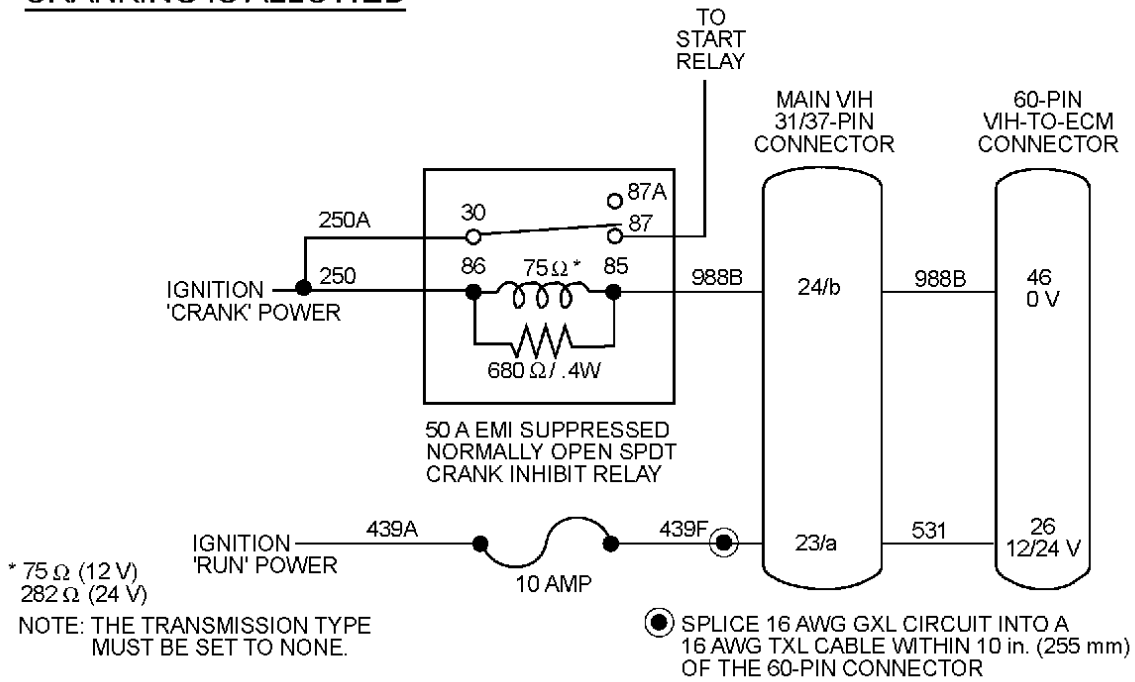 TO
START
RELAY
MAIN VIH
31/37-PIN
CONNECTOR
60-PIN
VIH-TO-ECM
CONNECTOR
87A
250A
30
87
250
86
75 Ω *
85
988B
24/b
988B
46
0 V
IGNITION
'CRANK' POWER
680 Ω / .4W
50 A EMI SUPPRESSED
NORMALLY OPEN SPDT
CRANK INHIBIT RELAY
439A
439F
23/a
531
26
12/24 V
IGNITION
'RUN' POWER
10 AMP
* 75 Ω (12 V)
282 Ω (24 V)
NOTE: THE TRANSMISSION TYPE
MUST BE SET TO NONE.
SPLICE 16 AWG GXL CIRCUIT INTO A
16 AWG TXL CABLE WITHIN 10 in. (255 mm)
OF THE 60-PIN CONNECTOR